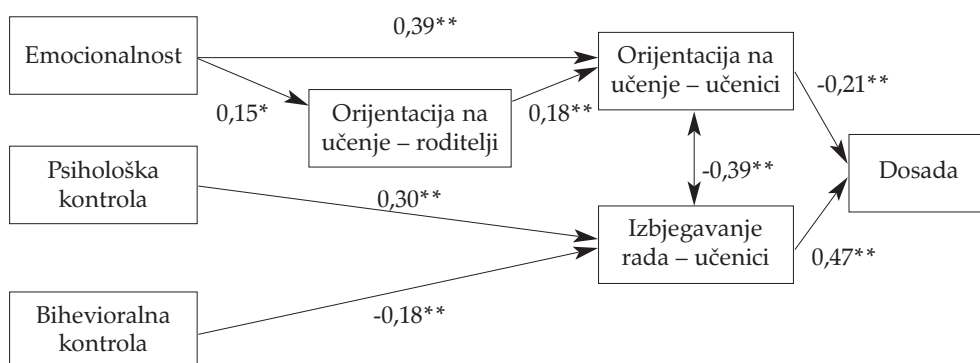 Emocionalnost
0,39**
Orijentacija na
učenje – učenici
-0,21**
0,15*
Orijentacija na
učenje – roditelji
0,18**
Psihološka
kontrola
0,30**
-0,39**
Dosada
Izbjegavanje
rada – učenici
0,47**
Bihevioralna
kontrola
-0,18**